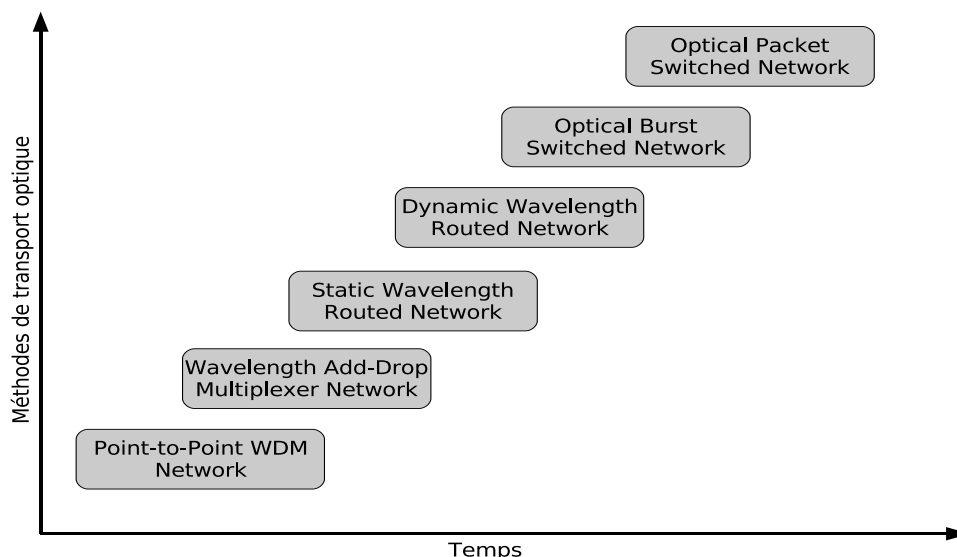 Optical Packet
Switched Network
Optical Burst
Switched Network
Dynamic Wavelength
Routed Network
Static Wavelength
Routed Network
Wavelength Add-Drop
Multiplexer Network
Point-to-Point WDM
Network
Méthodes de transport optique
Temps